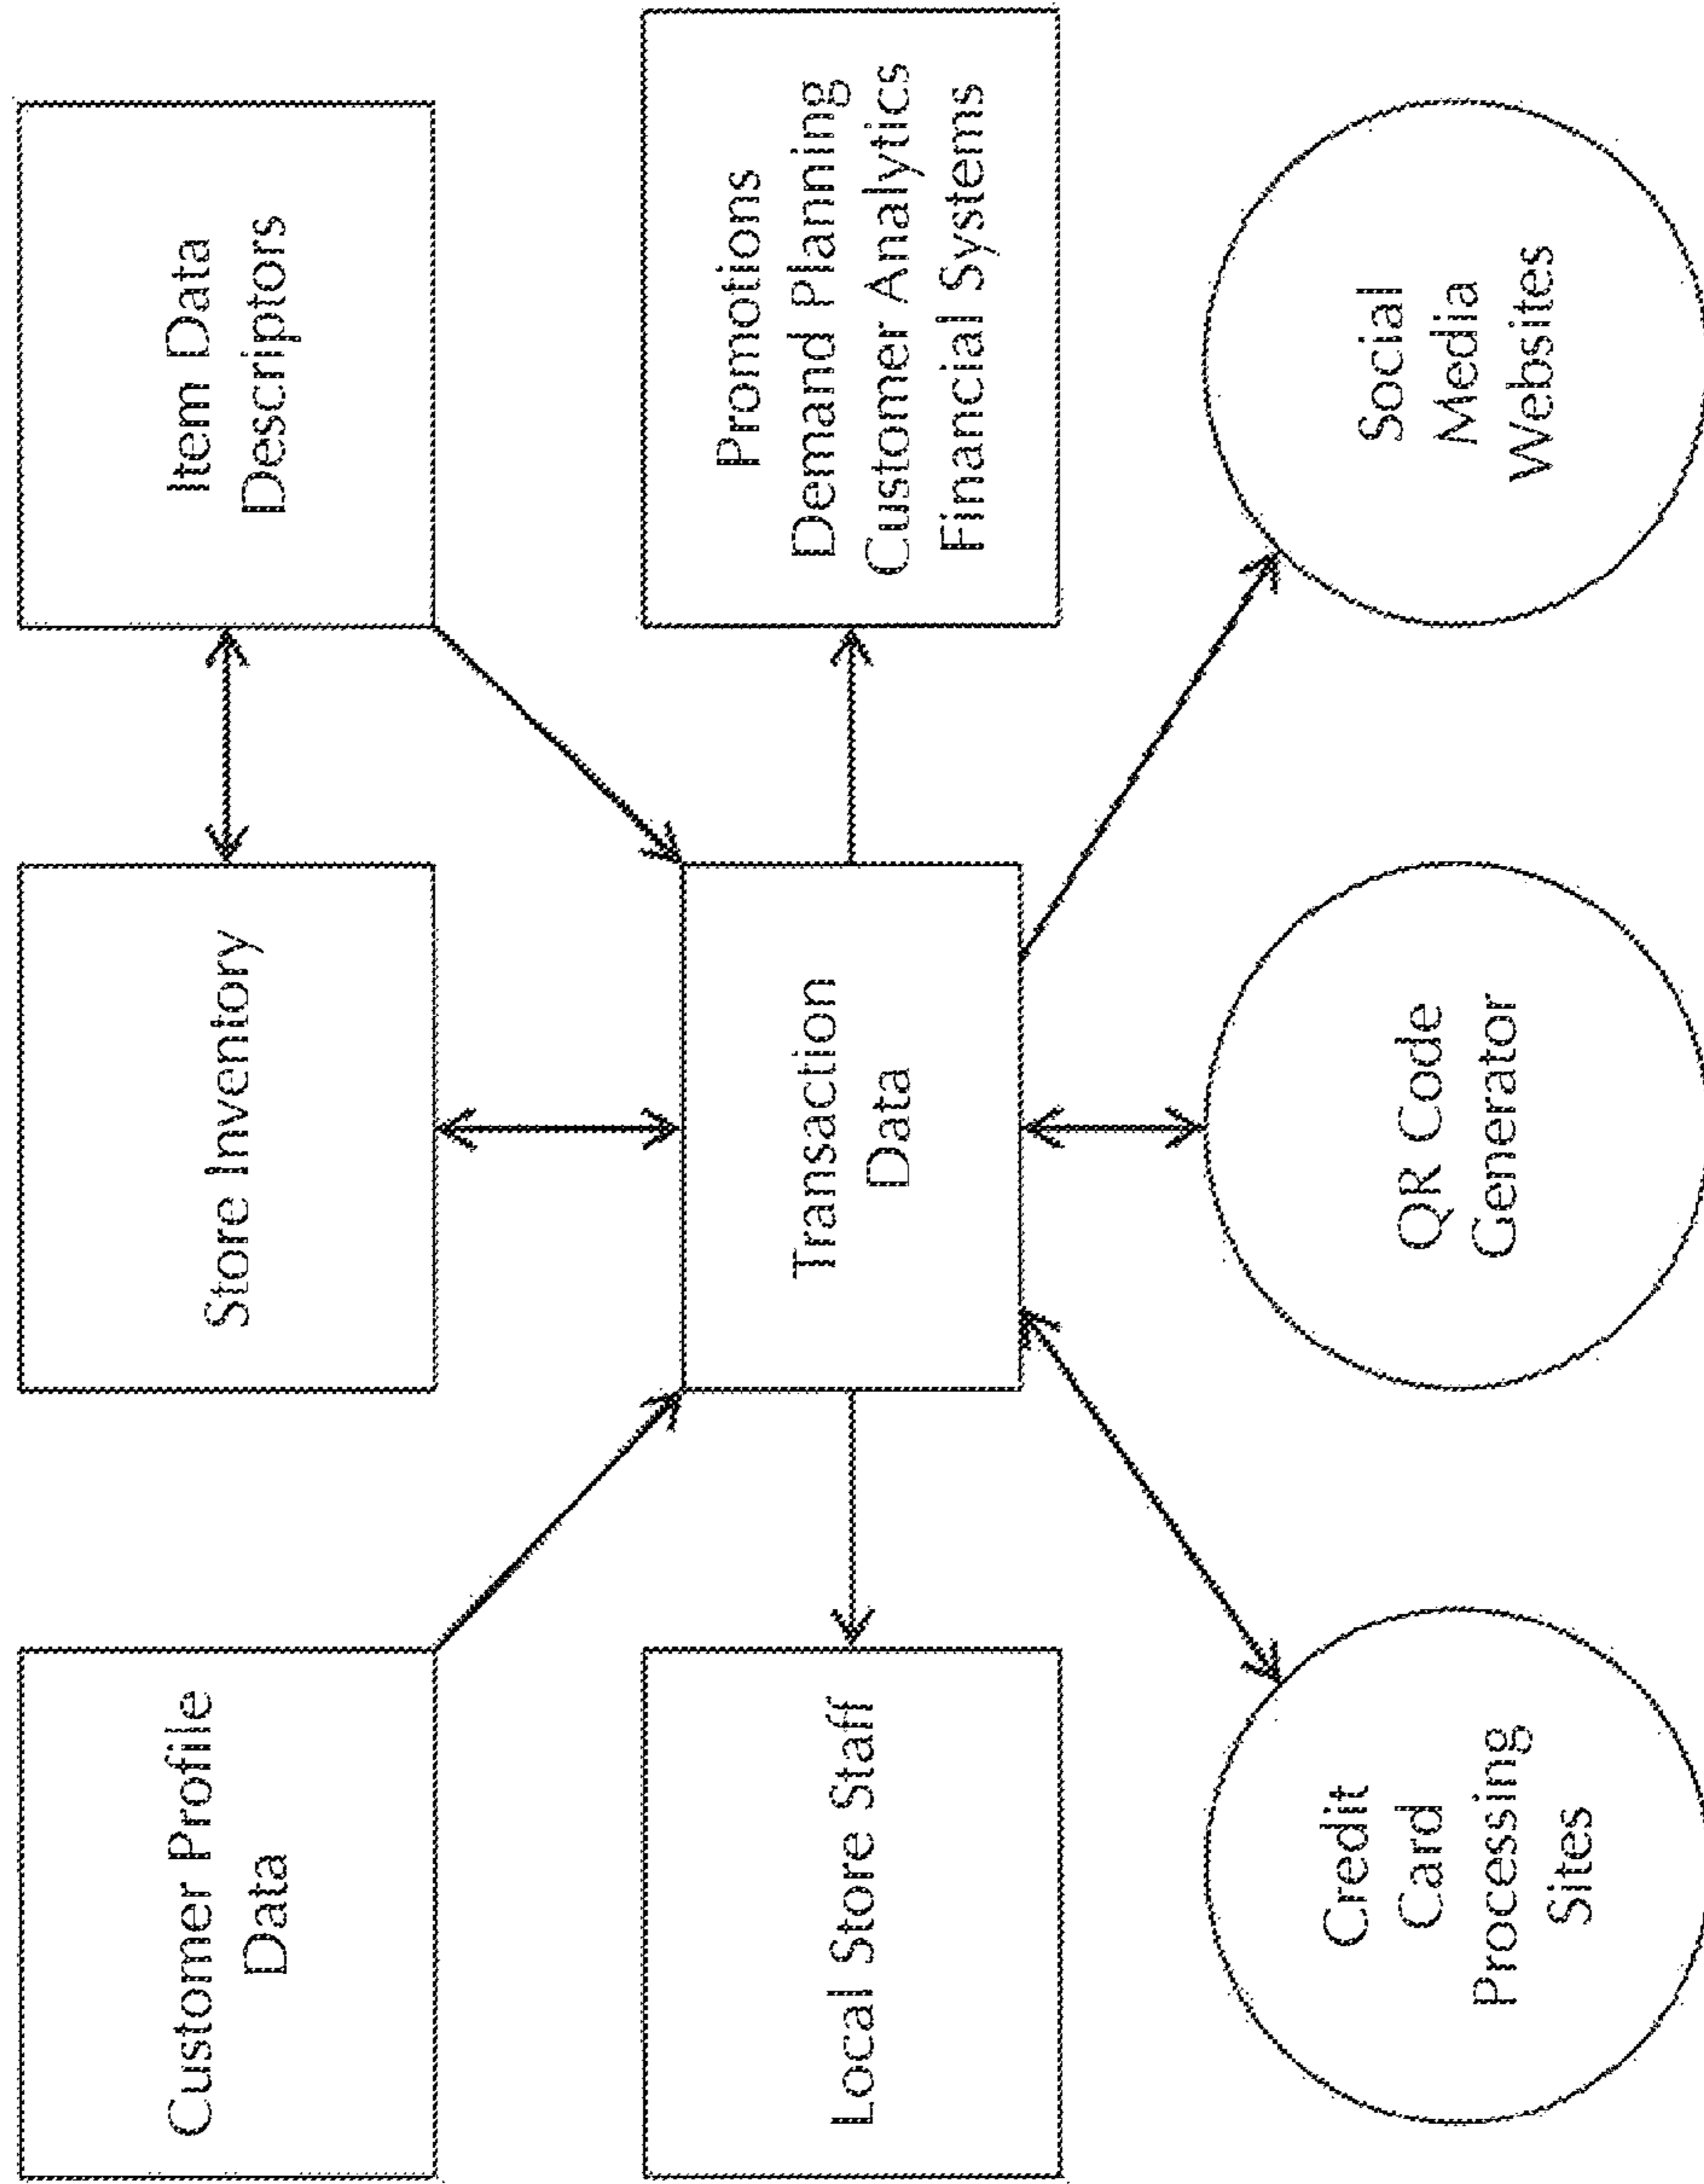 Customer Profile
Data
Store Inventory
Item Data
Descriptors
Local Store Staff
Transaction
Data
Promotions
Demand Planning
Customer Analytics
Financial Systems
Credit
Card
Processing
Sites
QR Code
Generator
Social
Media
Websites